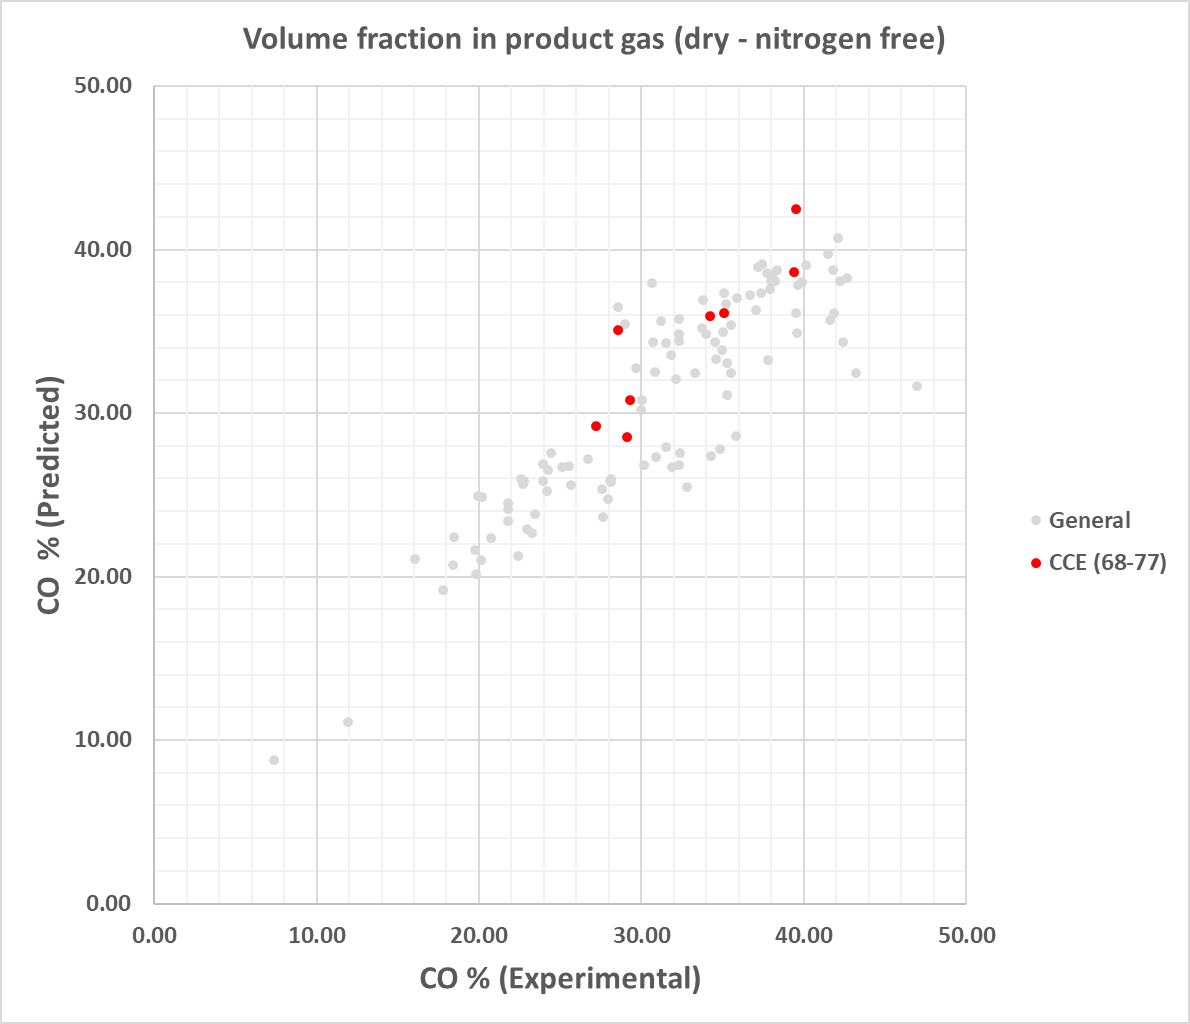 Volume fraction in product gas (dry - nitrogen free)
50.00
40.00
30.00
20.00
10.00
0.00
0.00 10.00 20.00 30.00 40.00 50.00
CO % (Predicted)
CO % (Experimental)
General
CCE (68-77)